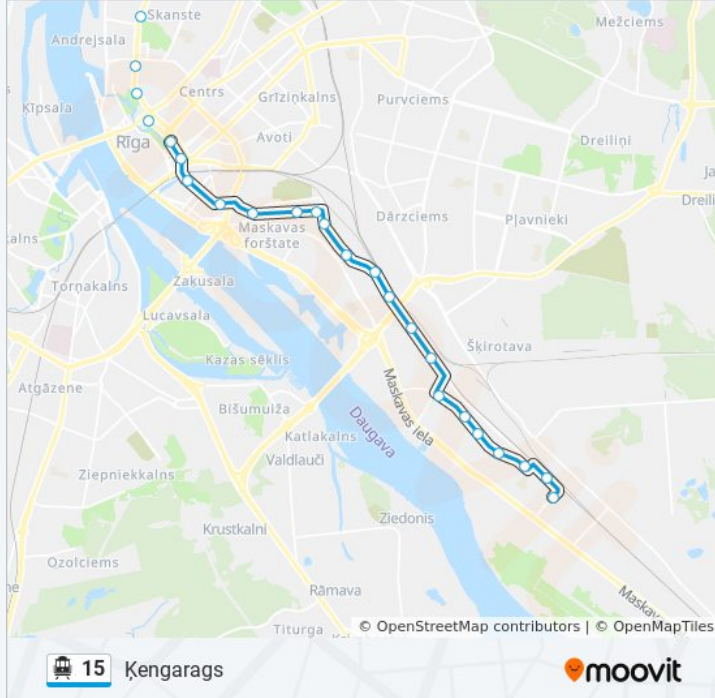 Skanste
Mežciems
Andrejsala
Centrs
Grīziņkalns
Purvciems
Ķīpsala
Rīga
Avoti
Dreiliņi
Dreili
Dārzciems
Pļavnieki
Maskavas
forštate
Zaķusala
Torņakalns
Lucavsala
Šķirotava
Kazas sēklis
Atgāzene
Maskavas iela
Bišumuiža
Daugava
Katlakalns
Valdlauči
Ziepniekkalns
Ziedonis
Krustkalni
Ozolciems
Rāmava
Maskav
Titurga
© OpenStreetMap contributors | © OpenMapTiles
15 Ķengarags
moovit